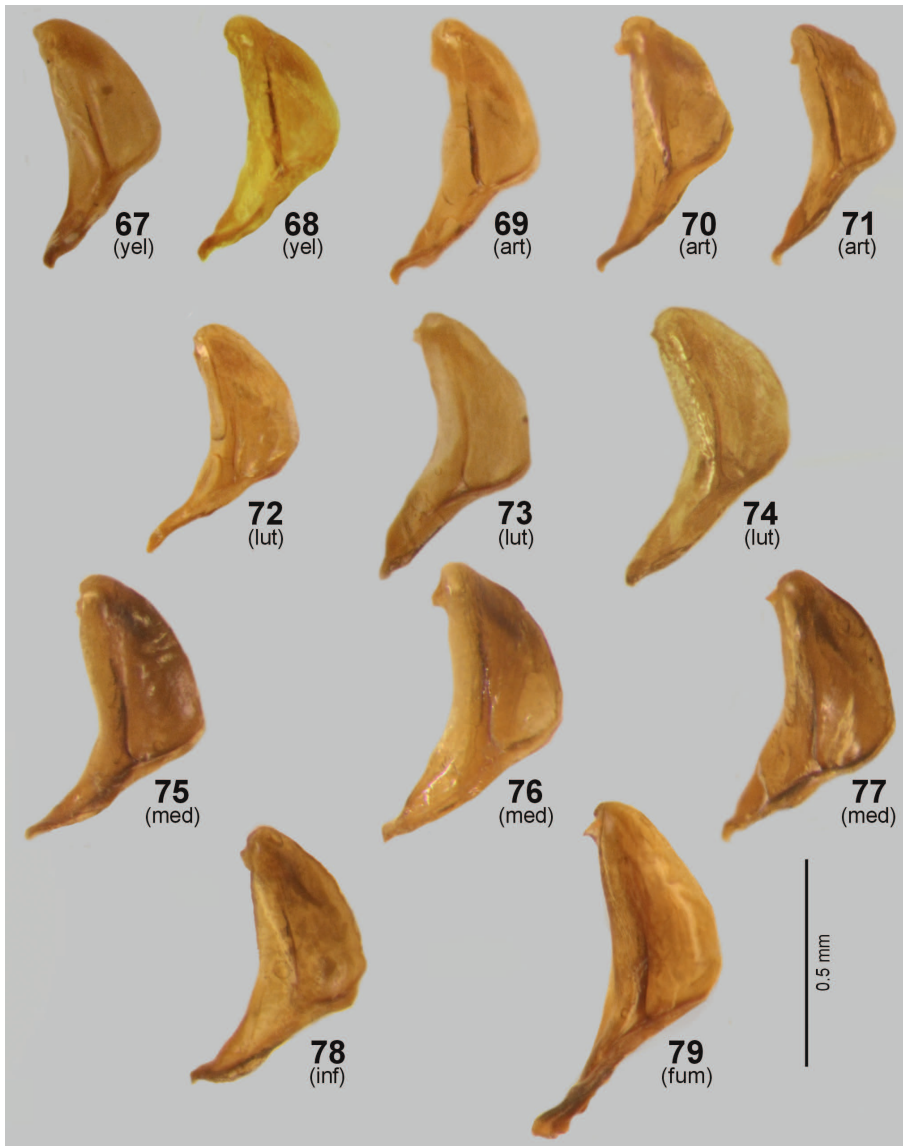 67
(yel)
68
(yel)
69
(art)
70
(art)
71
(art)
72
(lut)
73
(lut)
74
(lut)
75
(med)
76
(med)
77
(med)
78
(inf)
79
(fum)
0.5 mm